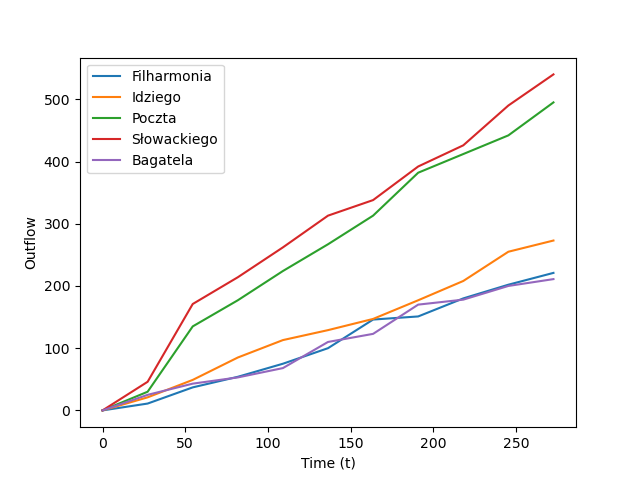 Filharmonia
Idziego
Poczta
Słowackiego
Bagatela
Outflow
500
400
300
200
100
0
0 50 100 150 200 250
Time (t)